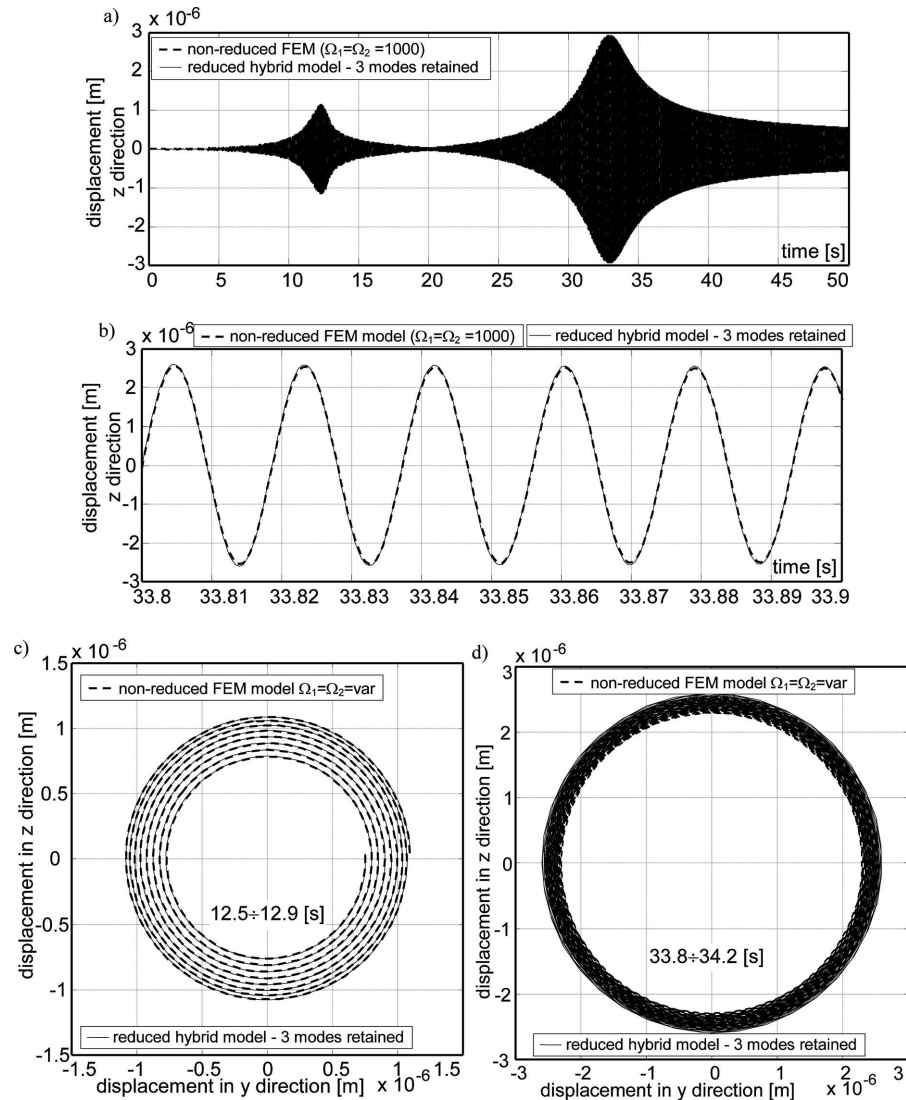 a)
x 10⁻⁶
3
2
1
0
-1
-2
-3
displacement [m]
z direction
non-reduced FEM (Ω₁=Ω₂ =1000)
reduced hybrid model - 3 modes retained
time [s]
0 5 10 15 20 25 30 35 40 45 50
b)
x 10⁻⁶
non-reduced FEM model (Ω₁=Ω₂ =1000)
reduced hybrid model - 3 modes retained
3
2
1
0
-1
-2
-3
displacement [m]
z direction
time [s]
33.8 33.81 33.82 33.83 33.84 33.85 33.86 33.87 33.88 33.89 33.9
c)
x 10⁻⁶
1.5
1
0.5
0
-0.5
-1
-1.5
displacement in z direction [m]
non-reduced FEM model Ω₁=Ω₂=var
12.5÷12.9 [s]
reduced hybrid model - 3 modes retained
-1.5 -1 -0.5 0 0.5 1 1.5
displacement in y direction [m] x 10⁻⁶
d)
x 10⁻⁶
3
2
1
0
-1
-2
-3
displacement in z direction [m]
non-reduced FEM model Ω₁=Ω₂=var
33.8÷34.2 [s]
reduced hybrid model - 3 modes retained
-3 -2 -1 0 1 2 3
displacement in y direction [m] x 10⁻⁶